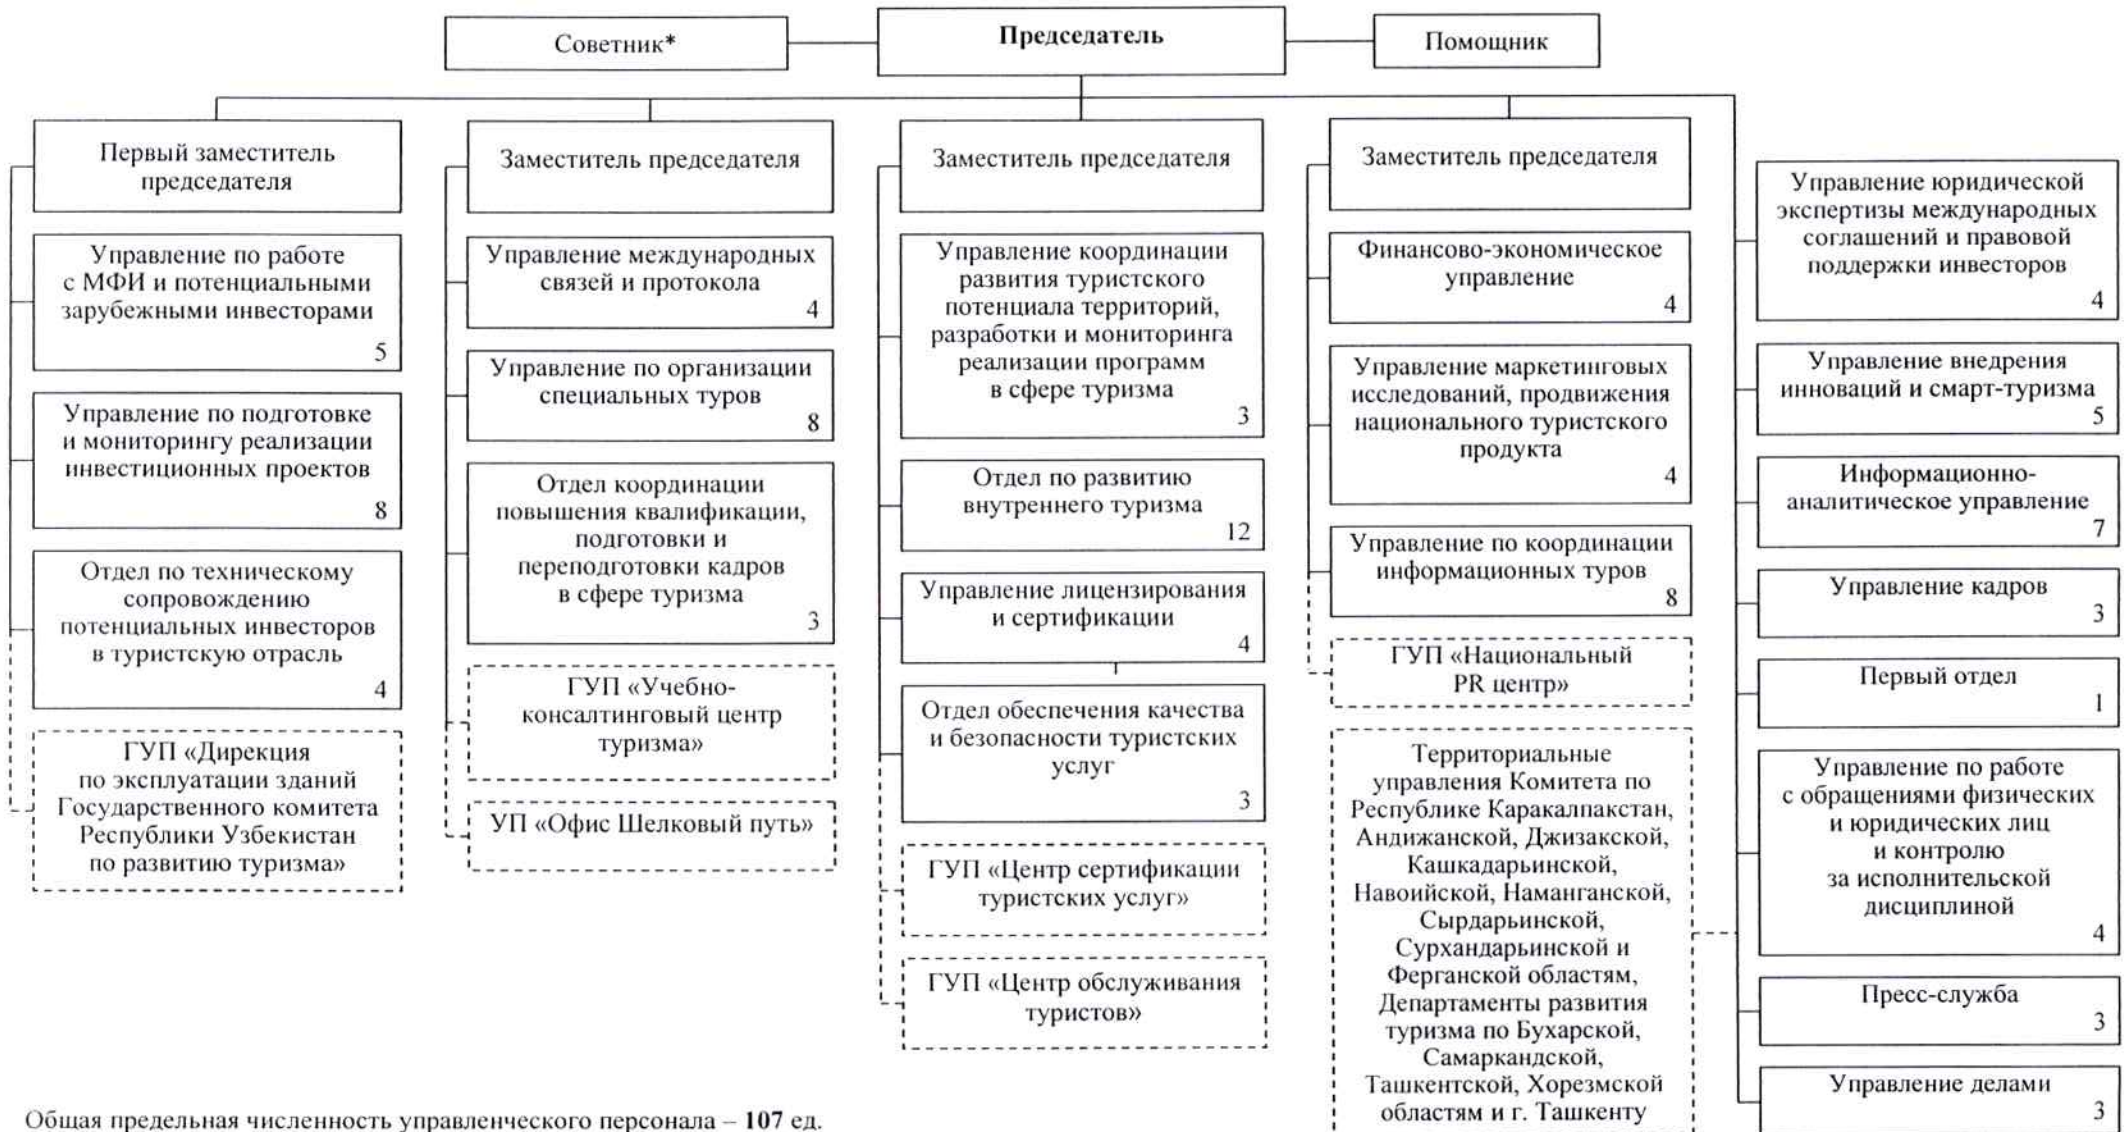 Советник*
Председатель
Помощник
Первый заместитель
председателя
Управление по работе
с МФИ и потенциальными
зарубежными инвесторами
5
Управление по подготовке
и мониторингу реализации
инвестиционных проектов
8
Отдел по техническому
сопровождению
потенциальных инвесторов
в туристскую отрасль
4
ГУП «Дирекция
по эксплуатации зданий
Государственного комитета
Республики Узбекистан
по развитию туризма»
Заместитель председателя
Управление международных
связей и протокола
4
Управление по организации
специальных туров
8
Отдел координации
повышения квалификации,
подготовки и
переподготовки кадров
в сфере туризма
3
ГУП «Учебно-
консалтинговый центр
туризма»
УП «Офис Шелковый путь»
Заместитель председателя
Управление координации
развития туристского
потенциала территорий,
разработки и мониторинга
реализации программ
в сфере туризма
3
Отдел по развитию
внутреннего туризма
12
Управление лицензирования
и сертификации
4
Отдел обеспечения качества
и безопасности туристских
услуг
3
ГУП «Центр сертификации
туристских услуг»
ГУП «Центр обслуживания
туристов»
Заместитель председателя
Финансово-экономическое
управление
4
Управление маркетинговых
исследований, продвижения
национального туристского
продукта
4
Управление по координации
информационных туров
8
ГУП «Национальный
PR центр»
Территориальные
управления Комитета по
Республике Каракалпакстан,
Андижанской, Джизакской,
Кашкадарьинской,
Навоийской, Наманганской,
Сырдарьинской,
Сурхандарьинской и
Ферганской областям,
Департаменты развития
туризма по Бухарской,
Самаркандской,
Ташкентской, Хорезмской
областям и г. Ташкенту
Управление юридической
экспертизы международных
соглашений и правовой
поддержки инвесторов
4
Управление внедрения
инноваций и смарт-туризма
5
Информационно-
аналитическое управление
7
Управление кадров
3
Первый отдел
1
Управление по работе
с обращениями физических
и юридических лиц
и контролю
за исполнительской
дисциплиной
4
Пресс-служба
3
Управление делами
3
Общая предельная численность управленческого персонала – 107 ед.